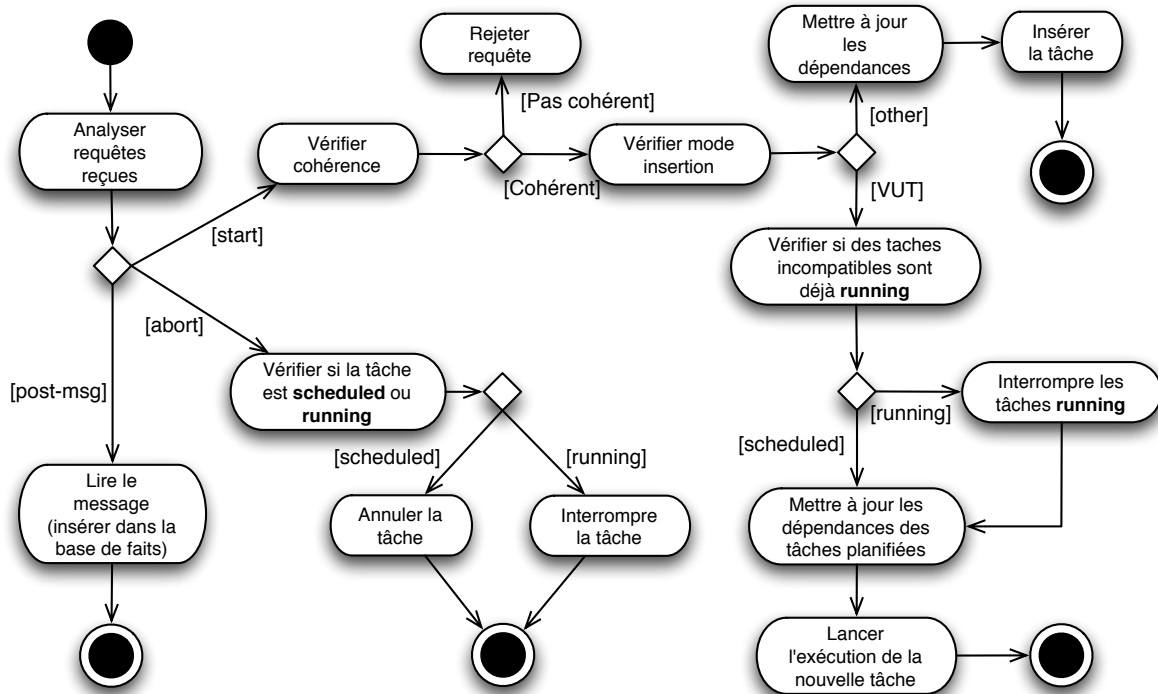 Analyser
requêtes
reçues
[start]
[abort]
[post-msg]
Lire le
message
(insérer dans la
base de faits)
Vérifier
cohérence
Rejeter
requête
[Pas cohérent]
[Cohérent]
Vérifier mode
insertion
[other]
[VUT]
Mettre à jour
les
dépendances
Insérer
la tâche
Vérifier si des taches
incompatibles sont
déjà running
[running]
[scheduled]
Interrompre les
tâches running
Mettre à jour les
dépendances des
tâches planifiées
Lancer
l'exécution de la
nouvelle tâche
Vérifier si la tâche
est scheduled ou
running
[scheduled]
[running]
Annuler la
tâche
Interrompre
la tâche